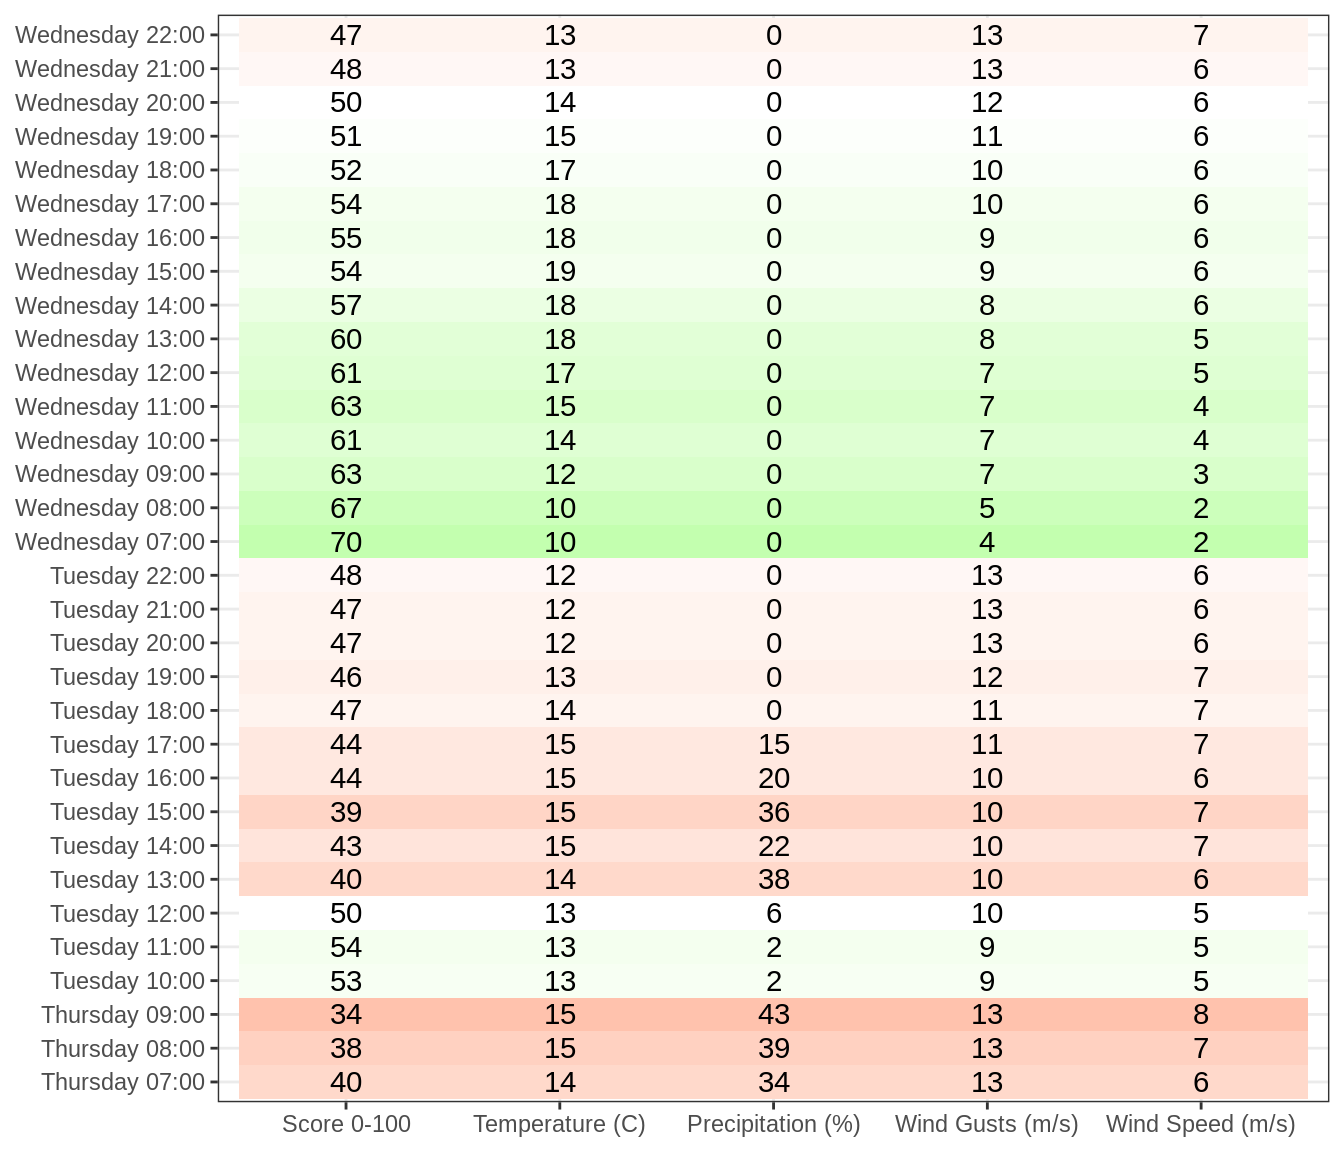 Wednesday 22:00 47 13 0 13 7
Wednesday 21:00 48 13 0 13 6
Wednesday 20:00 50 14 0 12 6
Wednesday 19:00 51 15 0 11 6
Wednesday 18:00 52 17 0 10 6
Wednesday 17:00 54 18 0 10 6
Wednesday 16:00 55 18 0 9 6
Wednesday 15:00 54 19 0 9 6
Wednesday 14:00 57 18 0 8 6
Wednesday 13:00 60 18 0 8 5
Wednesday 12:00 61 17 0 7 5
Wednesday 11:00 63 15 0 7 4
Wednesday 10:00 61 14 0 7 4
Wednesday 09:00 63 12 0 7 3
Wednesday 08:00 67 10 0 5 2
Wednesday 07:00 70 10 0 4 2
Tuesday 22:00 48 12 0 13 6
Tuesday 21:00 47 12 0 13 6
Tuesday 20:00 47 12 0 13 6
Tuesday 19:00 46 13 0 12 7
Tuesday 18:00 47 14 0 11 7
Tuesday 17:00 44 15 15 11 7
Tuesday 16:00 44 15 20 10 6
Tuesday 15:00 39 15 36 10 7
Tuesday 14:00 43 15 22 10 7
Tuesday 13:00 40 14 38 10 6
Tuesday 12:00 50 13 6 10 5
Tuesday 11:00 54 13 2 9 5
Tuesday 10:00 53 13 2 9 5
Thursday 09:00 34 15 43 13 8
Thursday 08:00 38 15 39 13 7
Thursday 07:00 40 14 34 13 6
Score 0-100 Temperature (C) Precipitation (%) Wind Gusts (m/s) Wind Speed (m/s)